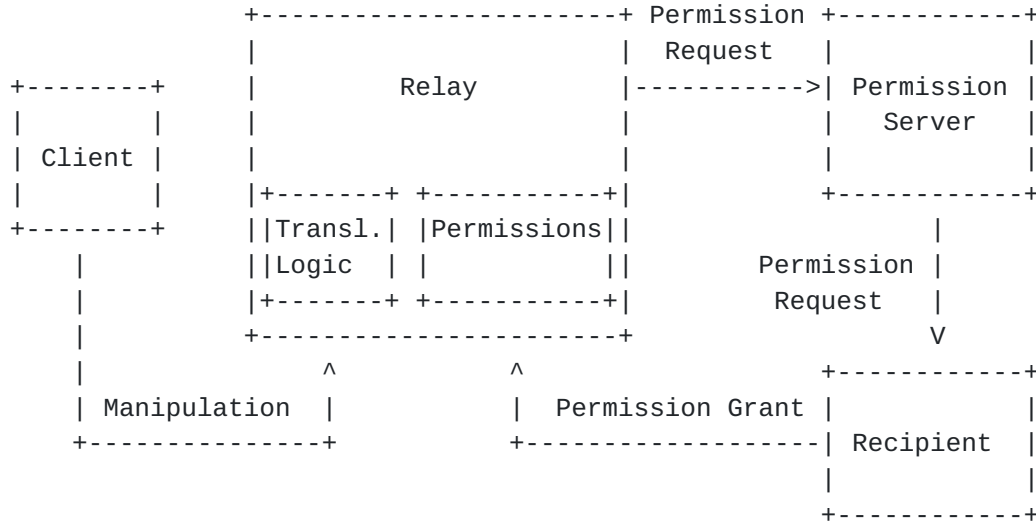 Permission
Request
Relay
Permission
Server
Client
Transl.
Logic
Permissions
Permission
Request
Manipulation
Permission Grant
Recipient